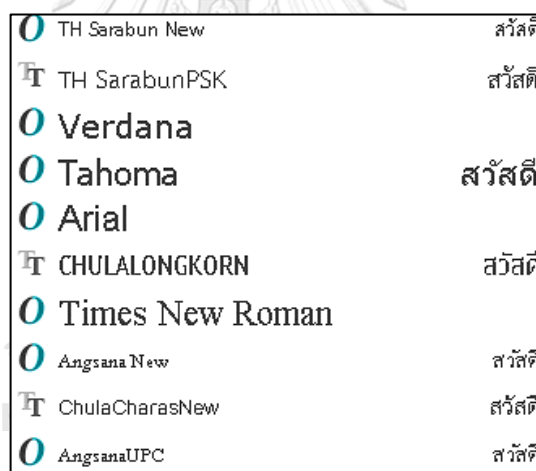 TH Sarabun New สวัสดี
TH SarabunPSK สวัสดี
Verdana
Tahoma สวัสดี
Arial
CHULALONGKORN สวัสดี
Times New Roman
Angsana New สวัสดี
ChulaCharasNew สวัสดี
AngsanaUPC สวัสดี